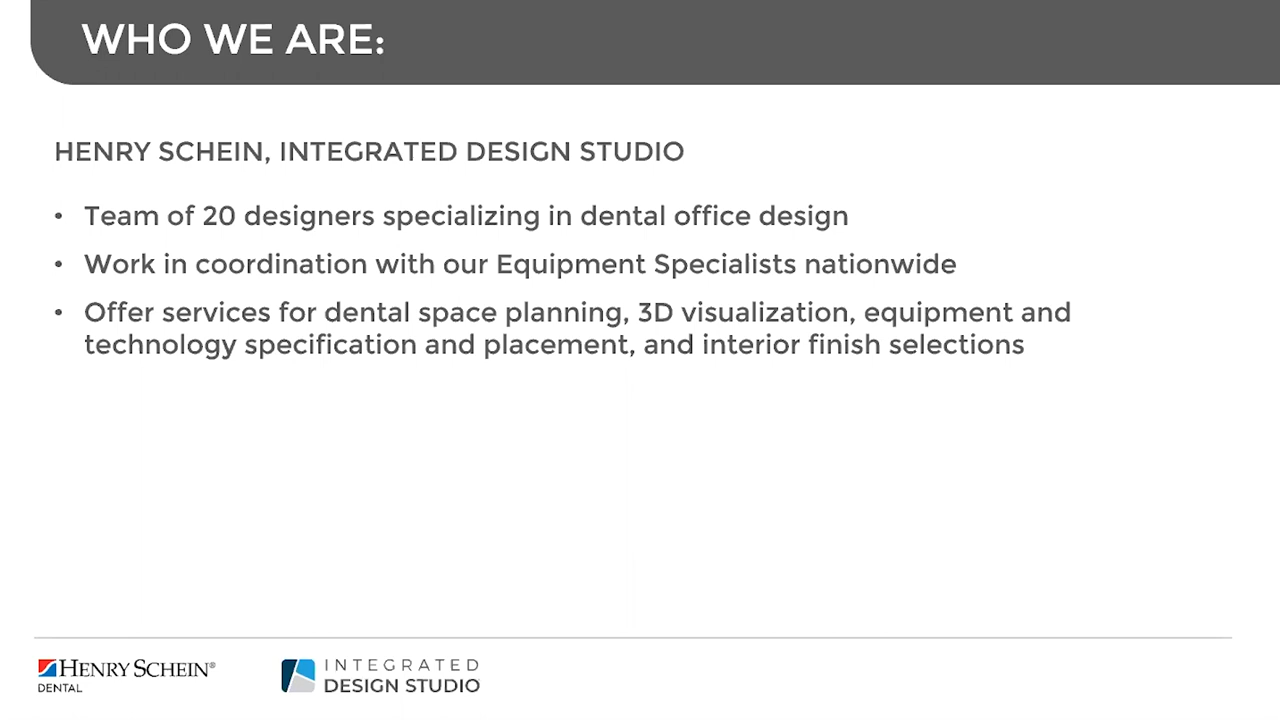 WHO WE ARE:
HENRY SCHEIN, INTEGRATED DESIGN STUDIO
• Team of 20 designers specializing in dental office design
• Work in coordination with our Equipment Specialists nationwide
• Offer services for dental space planning, 3D visualization, equipment and
technology specification and placement, and interior finish selections
HENRY SCHEIN®
DENTAL
INTEGRATED
DESIGN STUDIO